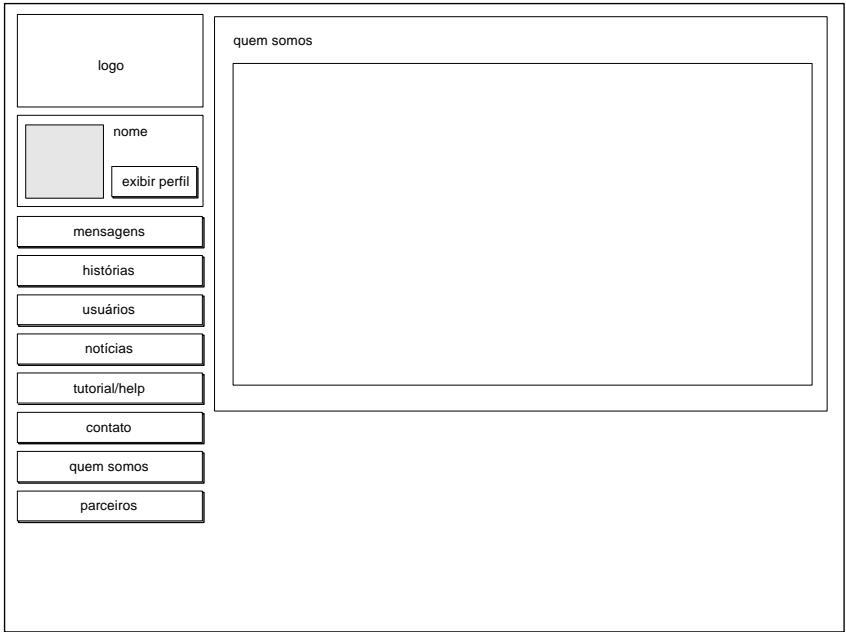 logo
nome
exibir perfil
mensagens
histórias
usuários
notícias
tutorial/help
contato
quem somos
parceiros
quem somos